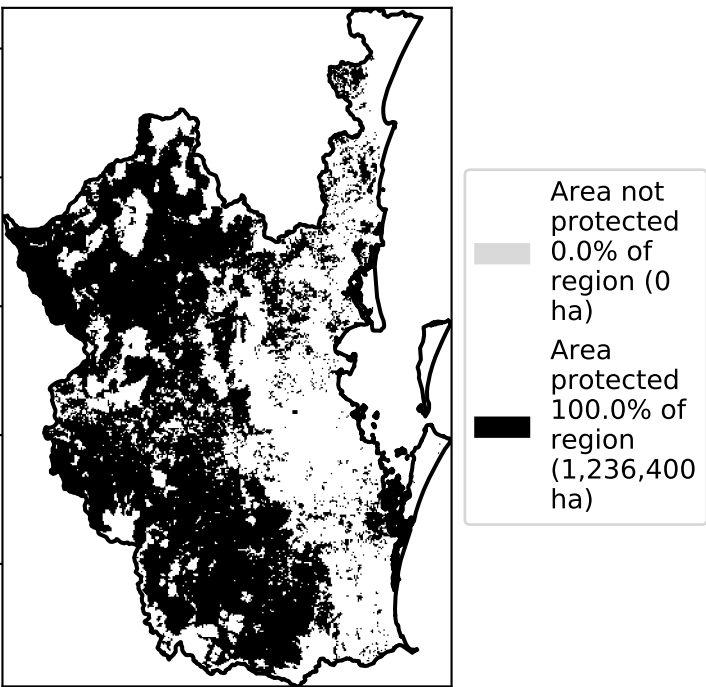 Area not
protected
0.0% of
region (0
ha)
Area
protected
100.0% of
region
(1,236,400
ha)